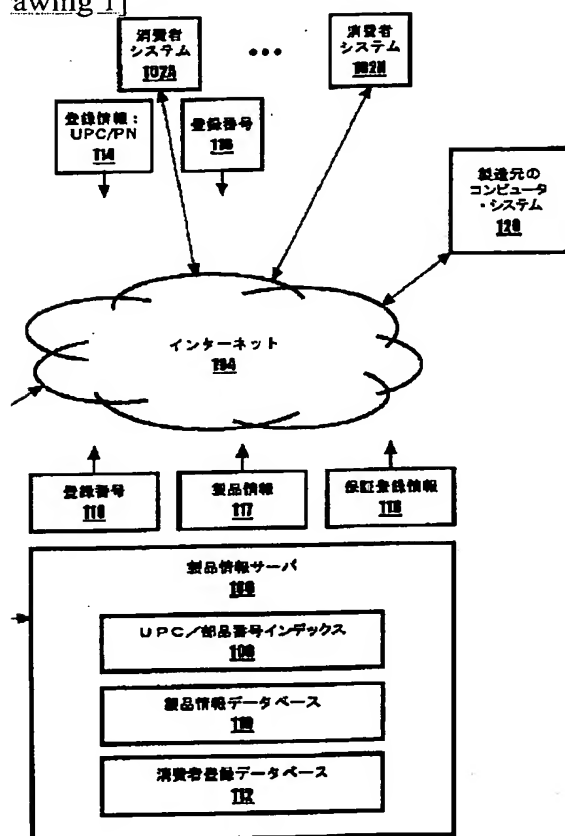 awing 1]
消費者
システム
102A
•••
消費者
システム
102N
登録情報：
UPC/PN
114
登録番号
116
製造元の
コンピュータ
・システム
120
インターネット
104
登録番号
116
製品情報
117
保証登録情報
118
製品情報サーバ
106
UPC／部品番号インデックス
108
製品情報データベース
110
消費者登録データベース
112